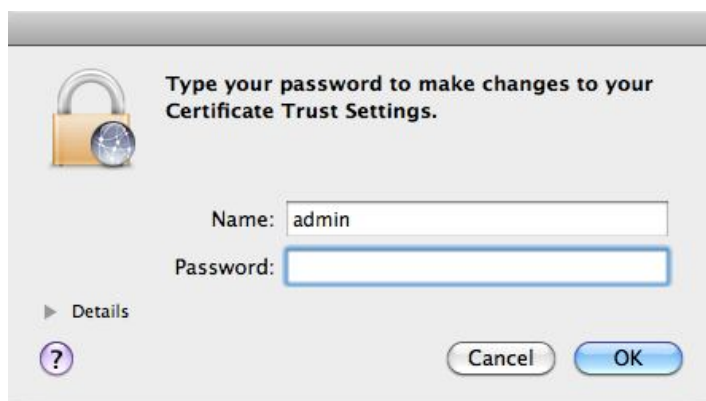 Type your password to make changes to your
Certificate Trust Settings.
Name: admin
Password:
Details
?
Cancel OK